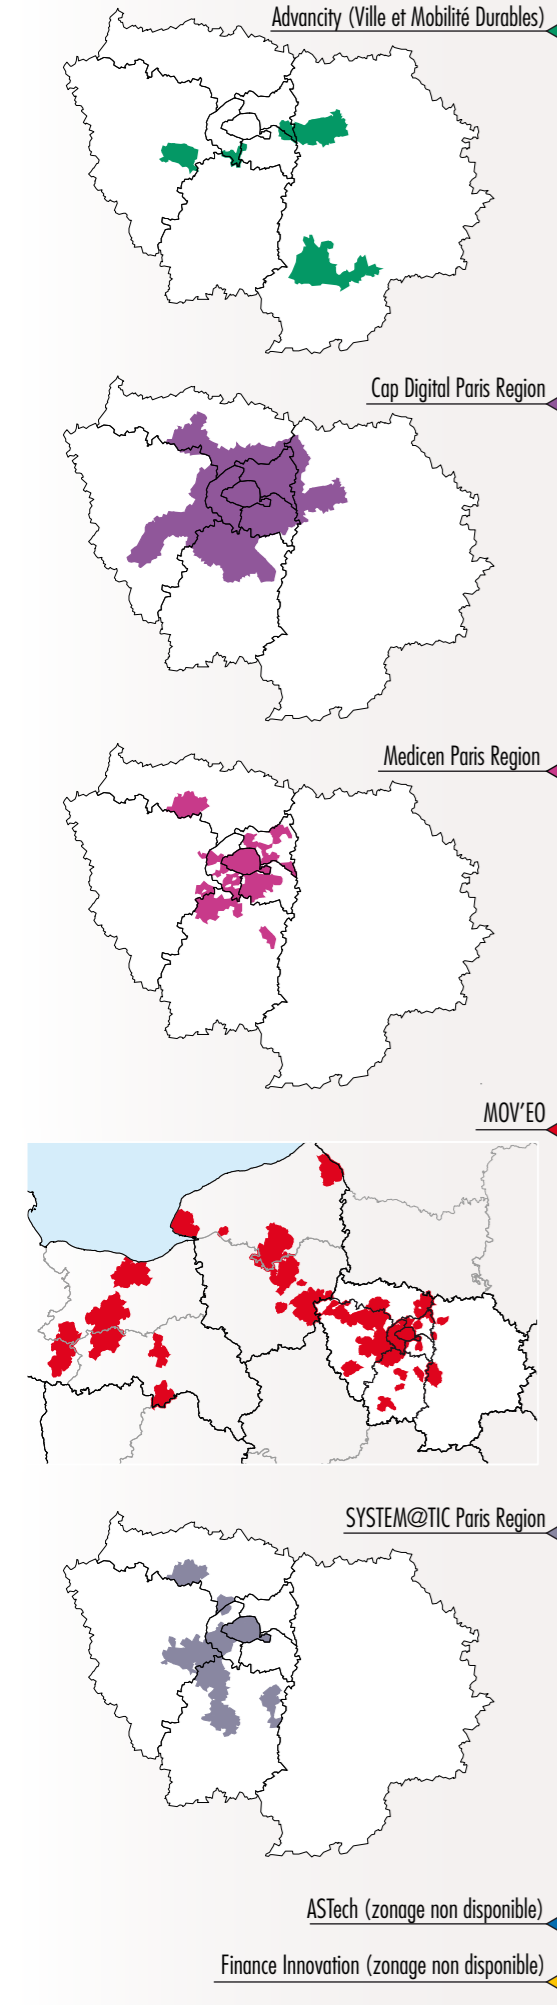 Advancity (Ville et Mobilité Durables)
Cap Digital Paris Region
Medicen Paris Region
MOV'EO
SYSTEM@TIC Paris Region
ASTech (zonage non disponible)
Finance Innovation (zonage non disponible)